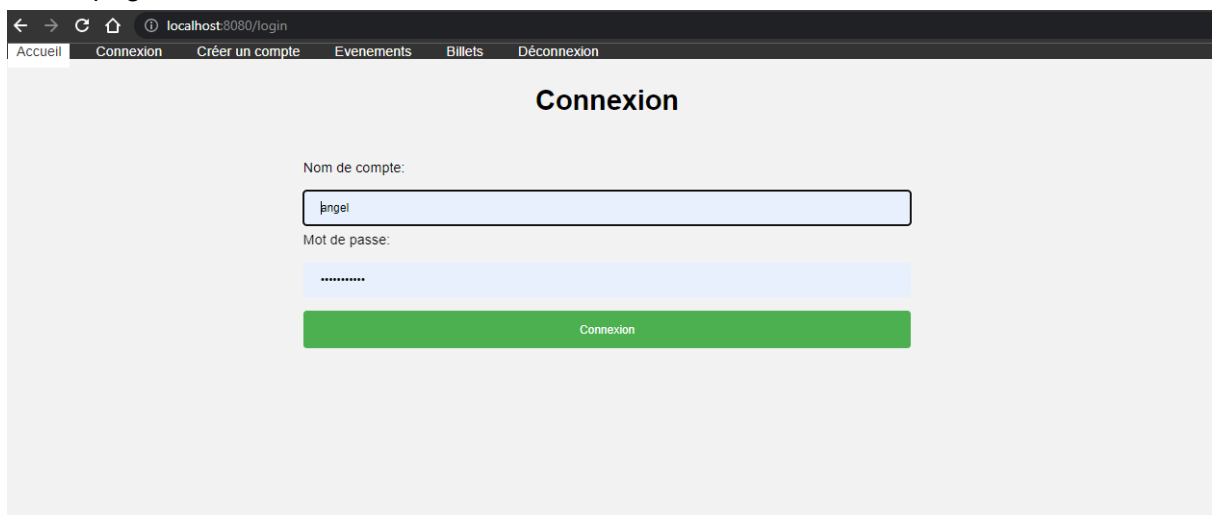 localhost:8080/login
Accueil Connexion Créer un compte Evenements Billets Déconnexion
Connexion
Nom de compte:
angel
Mot de passe:
•••••••••••
Connexion